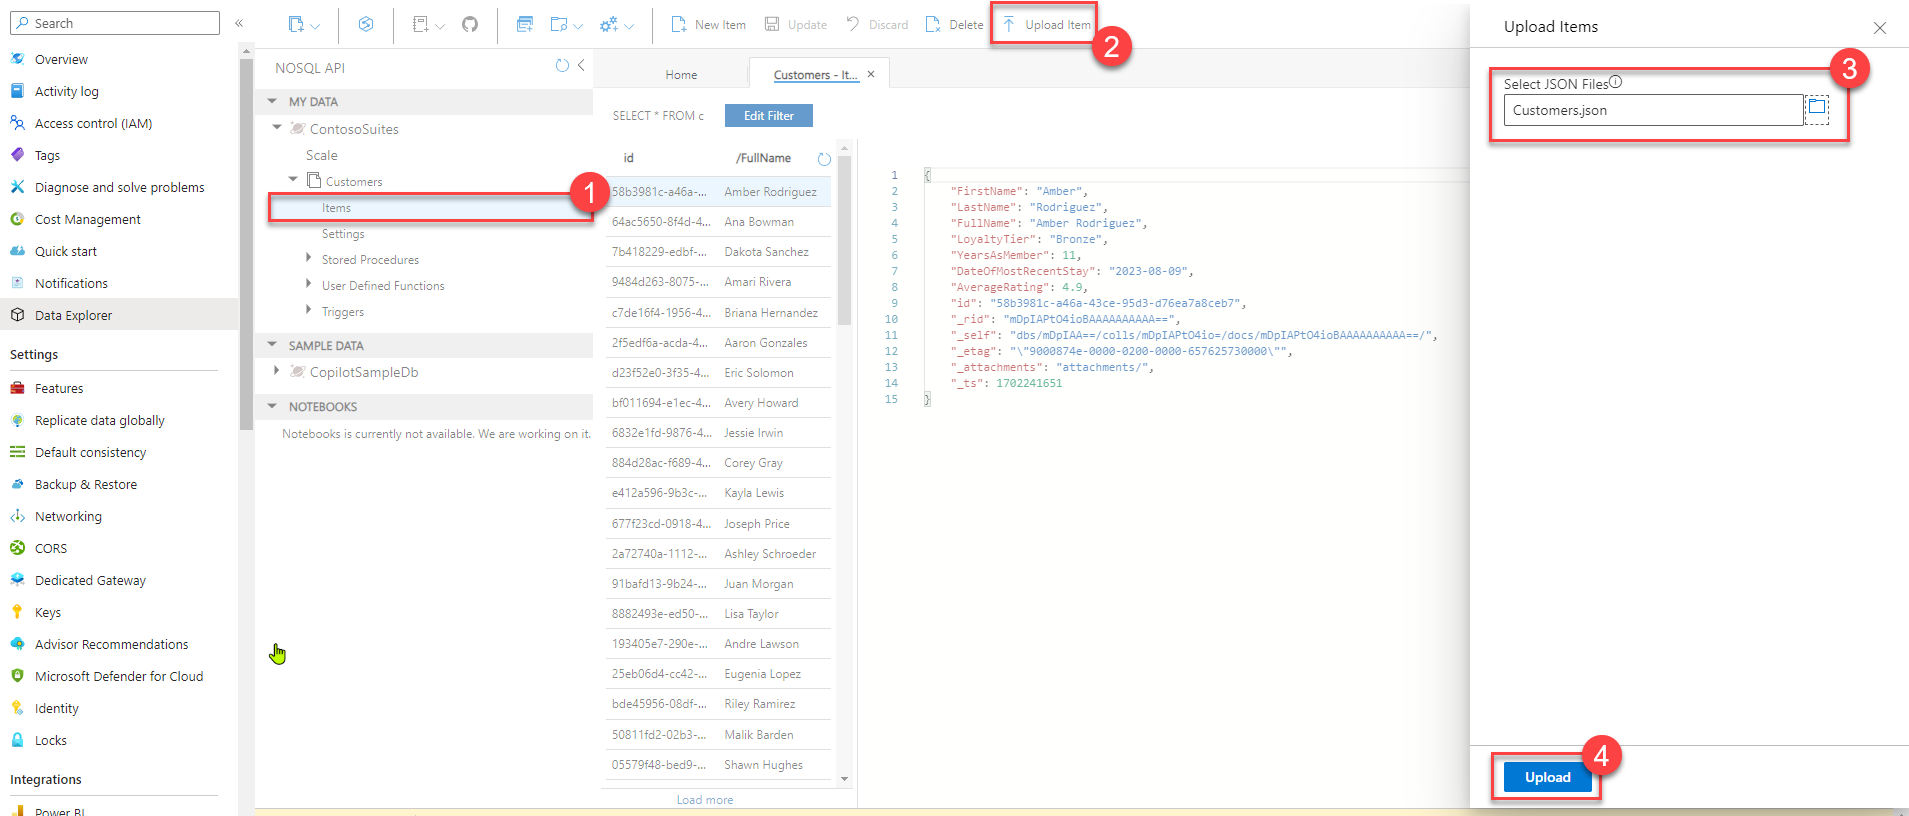 Search
«
Overview
Activity log
Access control (IAM)
Tags
Diagnose and solve problems
Cost Management
Quick start
Notifications
Data Explorer
Settings
Features
Replicate data globally
Default consistency
Backup & Restore
Networking
CORS
Dedicated Gateway
Keys
Advisor Recommendations
Microsoft Defender for Cloud
Identity
Locks
Integrations
Power BI
New Item
Update
Discard
Delete
Upload Item
2
NOSQL API
MY DATA
ContosoSuites
Scale
Customers
Items
1
Settings
Stored Procedures
User Defined Functions
Triggers
SAMPLE DATA
CopilotSampleDb
NOTEBOOKS
Notebooks is currently not available. We are working on it.
Home
Customers - It...
SELECT * FROM c
Edit Filter
id /FullName
58b3981c-a46a-... Amber Rodriguez
64ac5650-8f4d-4... Ana Bowman
7b418229-edbf-... Dakota Sanchez
9484d263-8075-... Amari Rivera
c7de16f4-1956-4... Briana Hernandez
2f5edf6a-acda-4... Aaron Gonzales
d23f52e0-3f35-4... Eric Solomon
bf011694-e1ec-4... Avery Howard
6832e1fd-9876-4... Jessie Irwin
884d28ac-f689-4... Corey Gray
e412a596-9b3c-... Kayla Lewis
677f23cd-0918-4... Joseph Price
2a72740a-1112-... Ashley Schroeder
91bafd13-9b24-... Juan Morgan
8882493e-ed50-... Lisa Taylor
193405e7-290e-... Andre Lawson
25eb06d4-cc42-... Eugenia Lopez
bde45956-08df-... Riley Ramirez
50811fd2-02b3-... Malik Barden
05579f48-bed9-... Shawn Hughes
Load more
1 {
2 "FirstName": "Amber",
3 "LastName": "Rodriguez",
4 "FullName": "Amber Rodriguez",
5 "LoyaltyTier": "Bronze",
6 "YearsAsMember": 11,
7 "DateOfMostRecentStay": "2023-08-09",
8 "AverageRating": 4.9,
9 "id": "58b3981c-a46a-43ce-95d3-d76ea7a8ceb7",
10 "_rid": "mDpIAPtO4ioBAAAAAAAAAA==",
11 "_self": "dbs/mDpIAA==/colls/mDpIAPtO4io=/docs/mDpIAPtO4ioBAAAAAAAAAA==/",
12 "_etag": "\"9000874e-0000-0200-0000-657625730000\"",
13 "_attachments": "attachments/",
14 "_ts": 1702241651
15 }
Upload Items
3
Select JSON Files
Customers.json
4
Upload